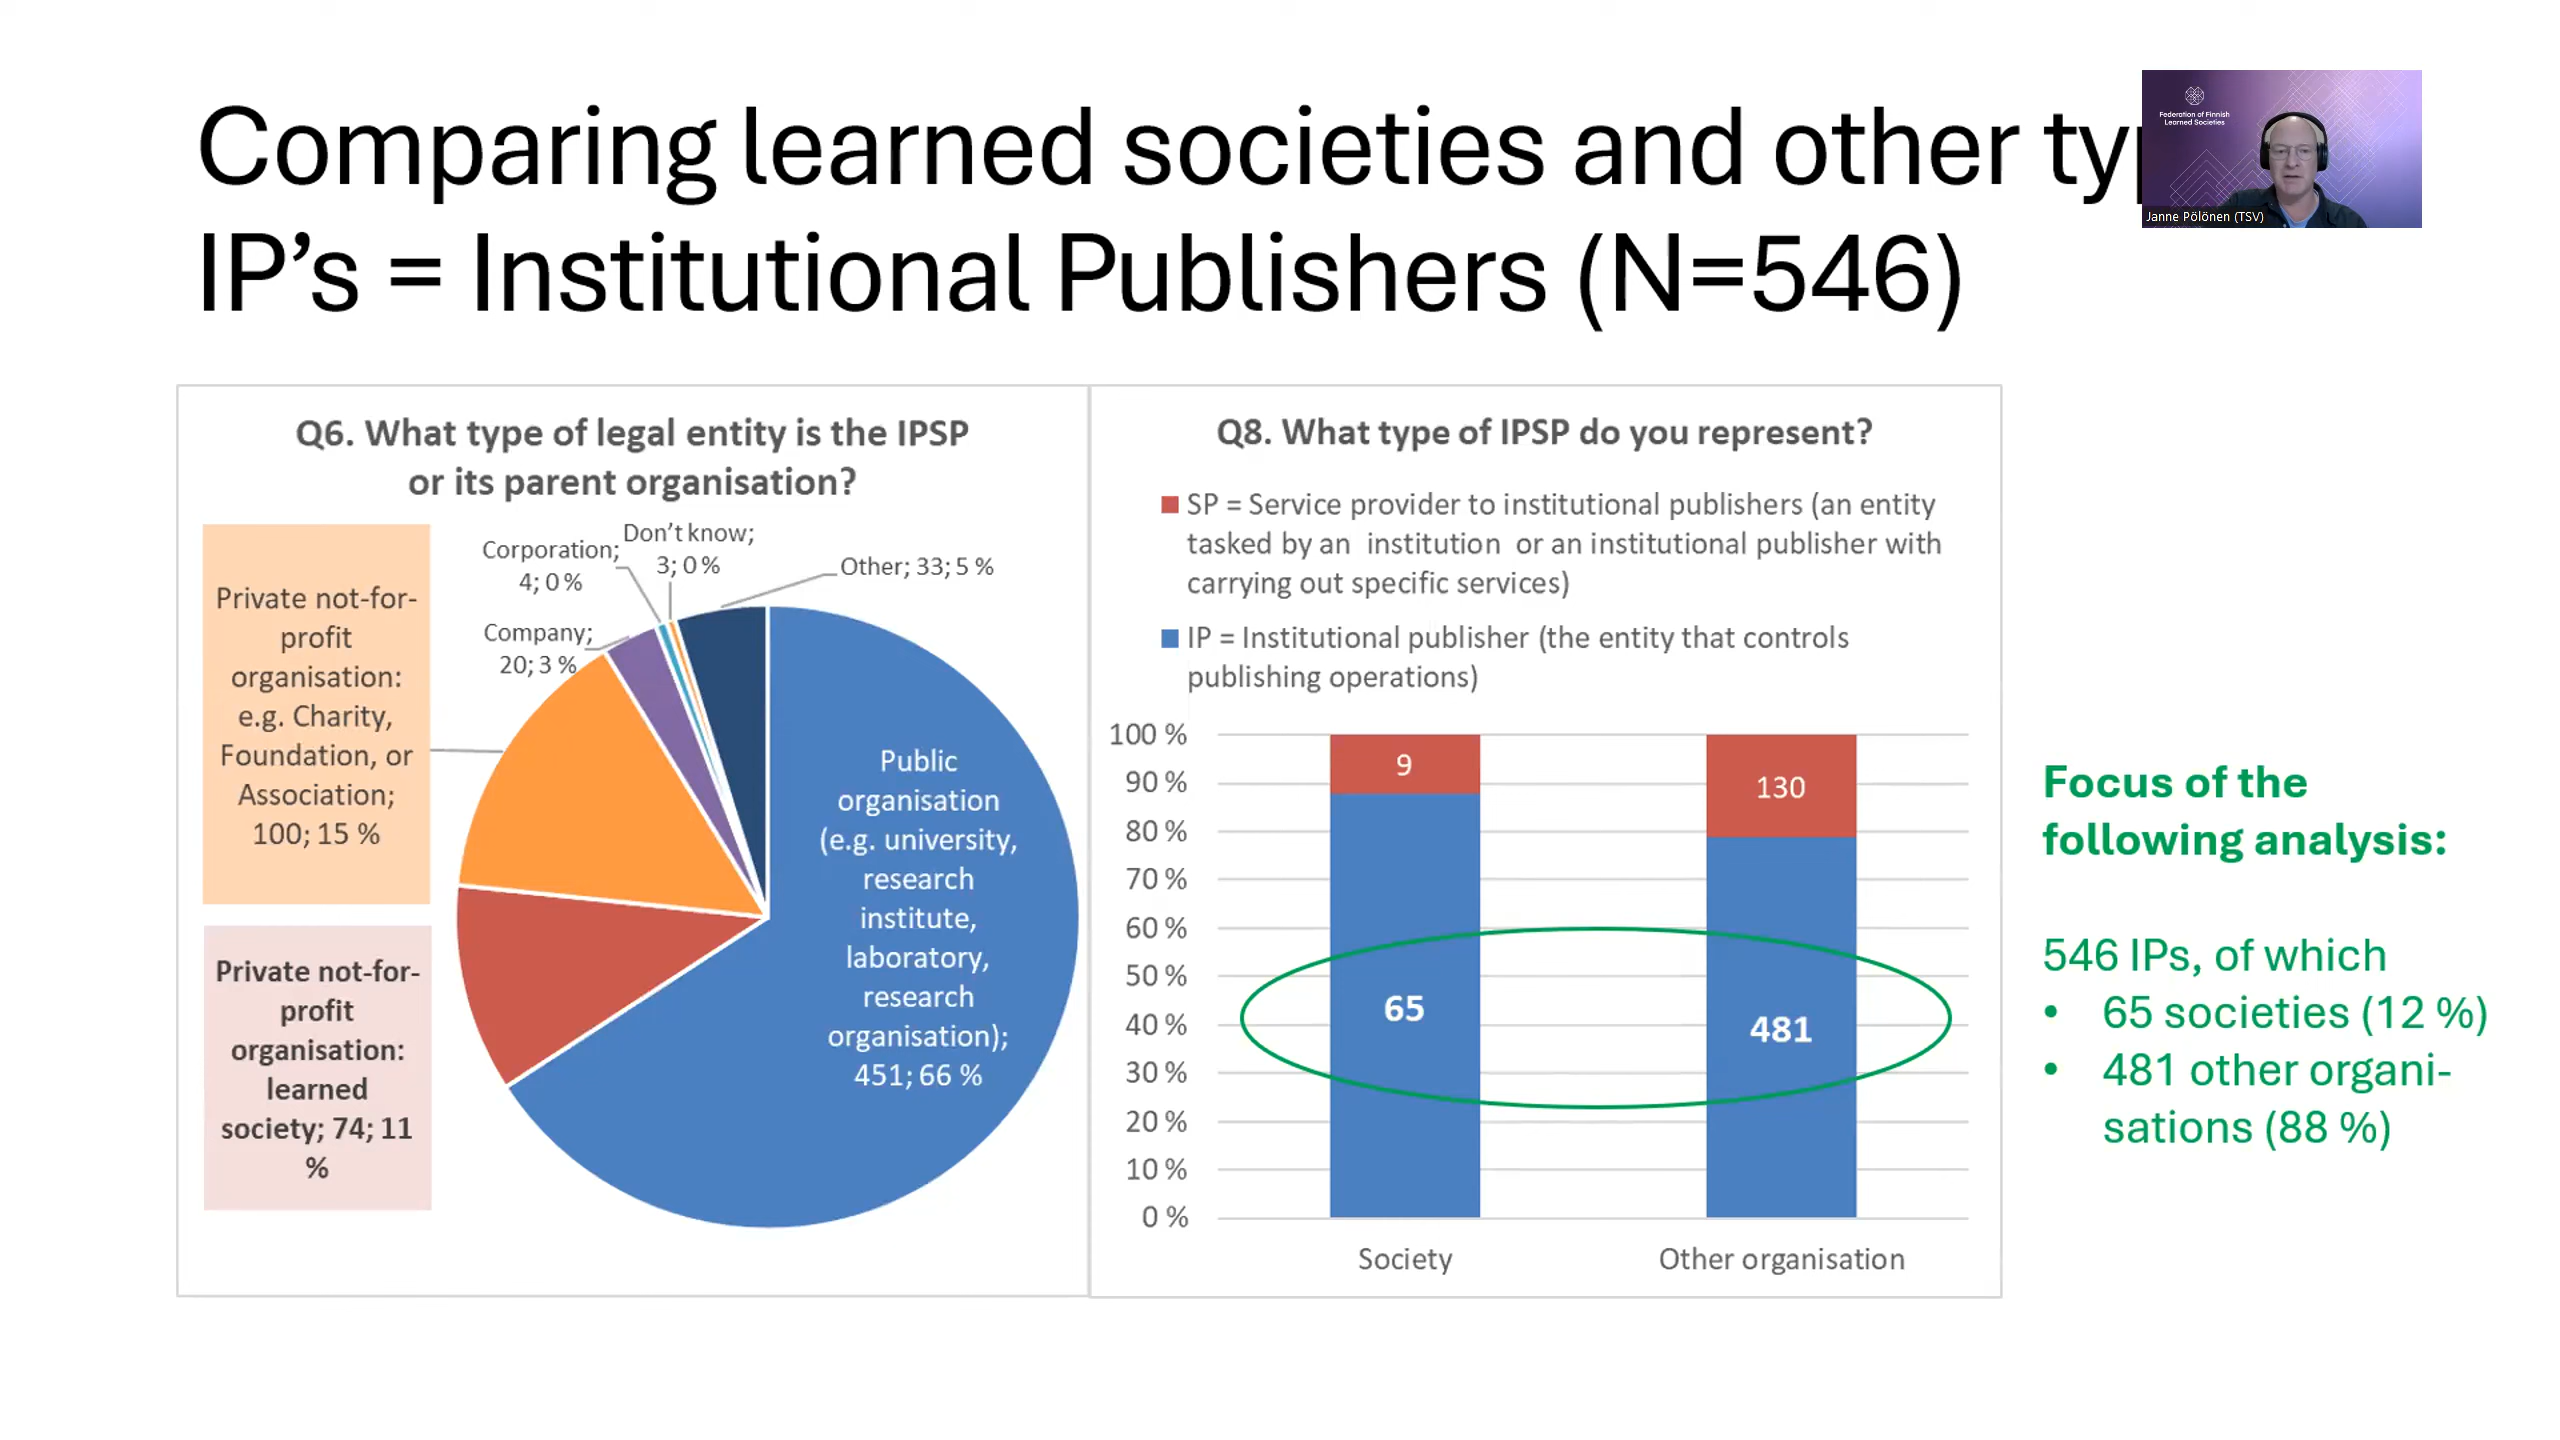 Comparing learned societies and other
IP’s = Institutional Publishers (N=546)
Federation of Finnish
Learned Societies
Janne Pölönen (TSV)
Q6. What type of legal entity is the IPSP
or its parent organisation?
Private not-for-
profit
organisation:
e.g. Charity,
Foundation, or
Association;
100; 15 %
Private not-for-
profit
organisation:
learned
society; 74; 11
%
Corporation;
4; 0 %
Don’t know;
3; 0 %
Other; 33; 5 %
Company;
20; 3 %
Public
organisation
(e.g. university,
research
institute,
laboratory,
research
organisation);
451; 66 %
Q8. What type of IPSP do you represent?
SP = Service provider to institutional publishers (an entity
tasked by an institution or an institutional publisher with
carrying out specific services)
IP = Institutional publisher (the entity that controls
publishing operations)
100 %
90 %
80 %
70 %
60 %
50 %
40 %
30 %
20 %
10 %
0 %
9
130
65
481
Society
Other organisation
Focus of the
following analysis:
546 IPs, of which
• 65 societies (12 %)
• 481 other organi-
sations (88 %)